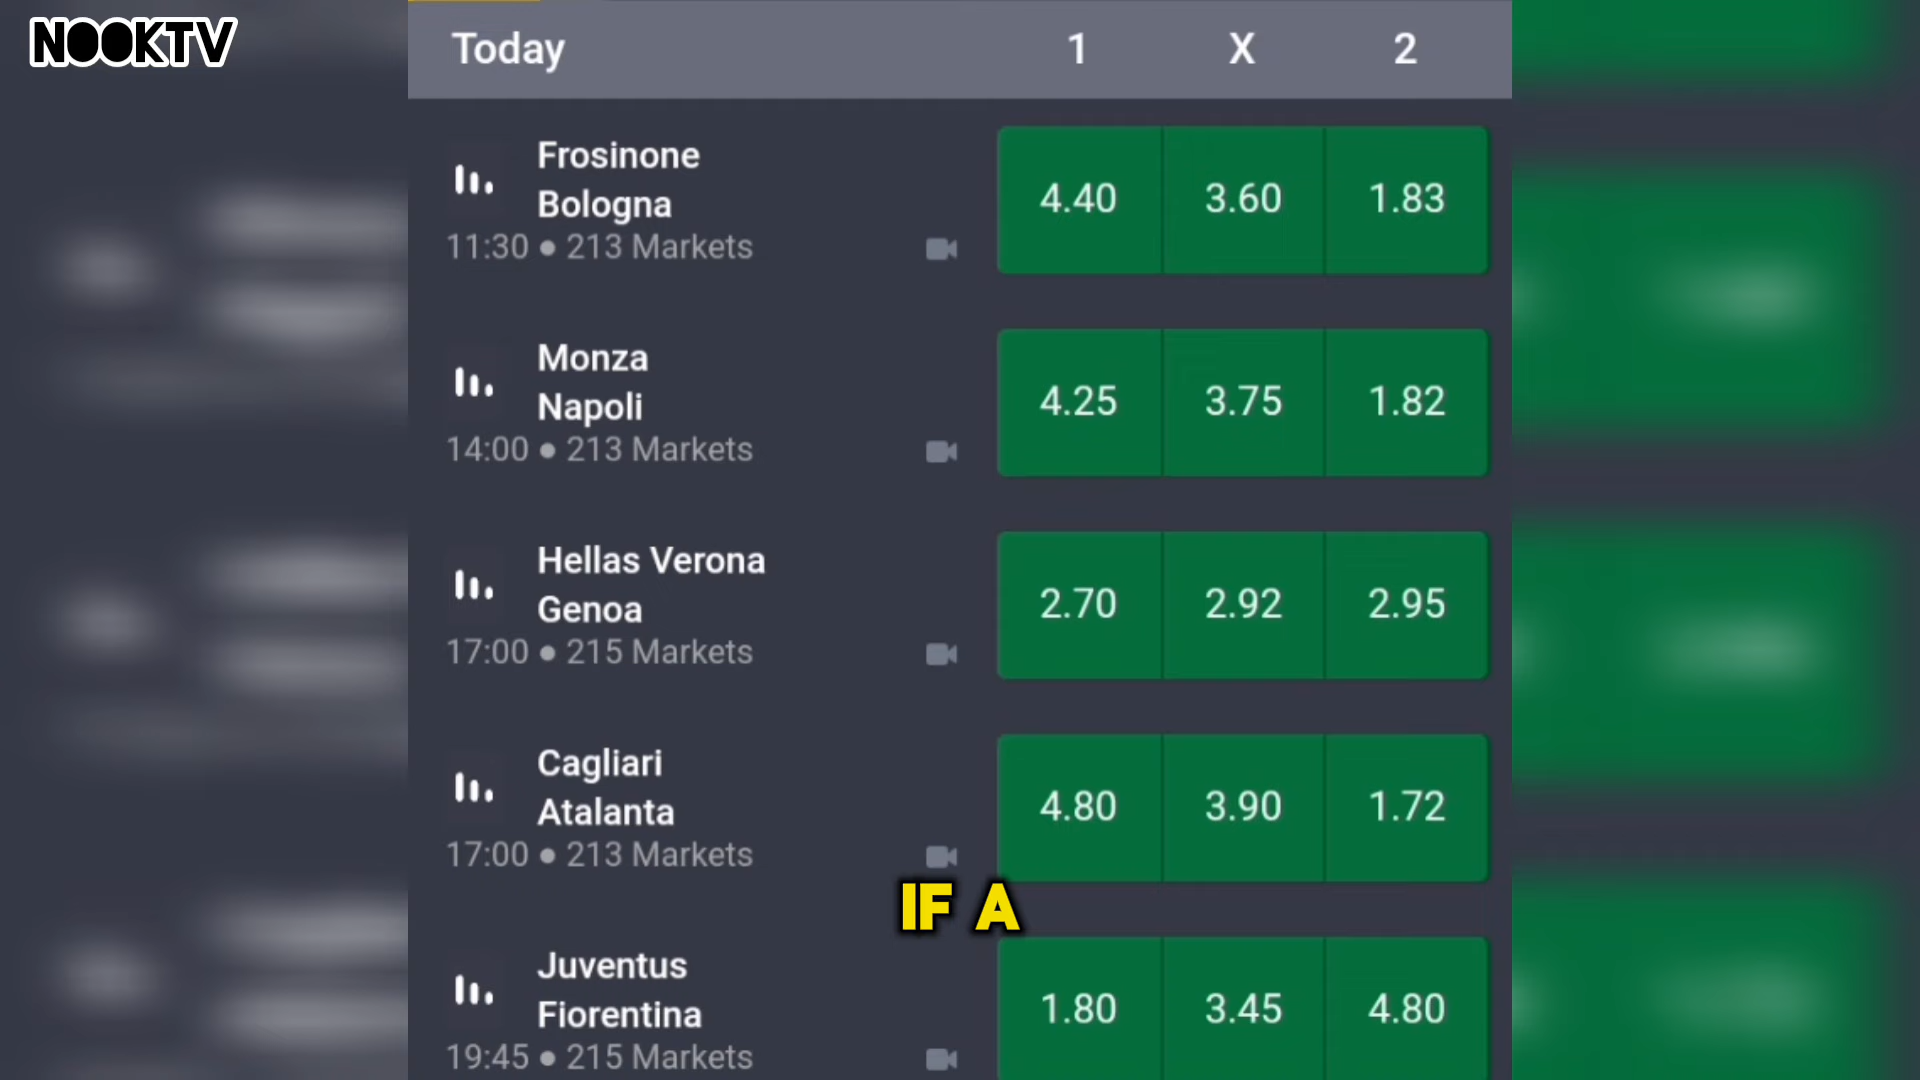 NOOKTV
Today 1 X 2
Frosinone
Bologna
11:30 ● 213 Markets
4.40 3.60 1.83
Monza
Napoli
14:00 ● 213 Markets
4.25 3.75 1.82
Hellas Verona
Genoa
17:00 ● 215 Markets
2.70 2.92 2.95
Cagliari
Atalanta
17:00 ● 213 Markets
4.80 3.90 1.72
IF A
Juventus
Fiorentina
19:45 ● 215 Markets
1.80 3.45 4.80